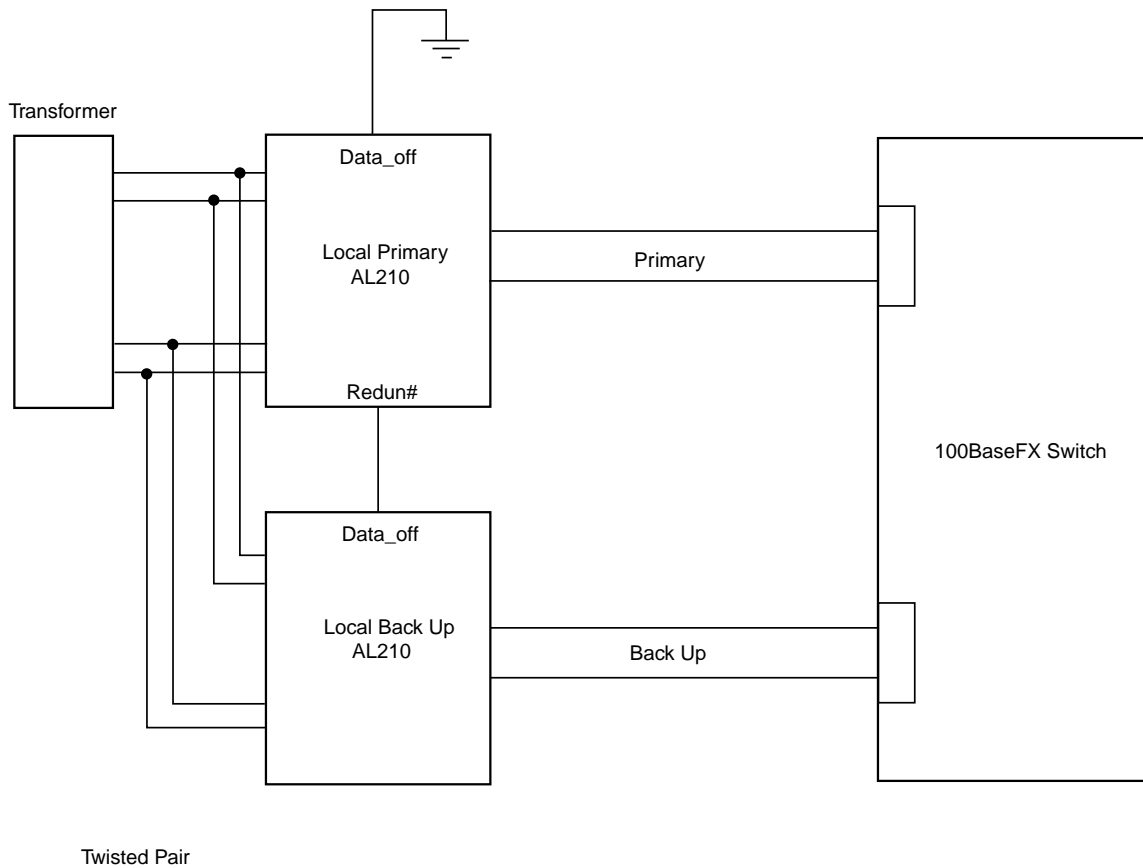 Transformer
Data_off
Local Primary
AL210
Primary
Redun#
100BaseFX Switch
Data_off
Local Back Up
AL210
Back Up
Twisted Pair